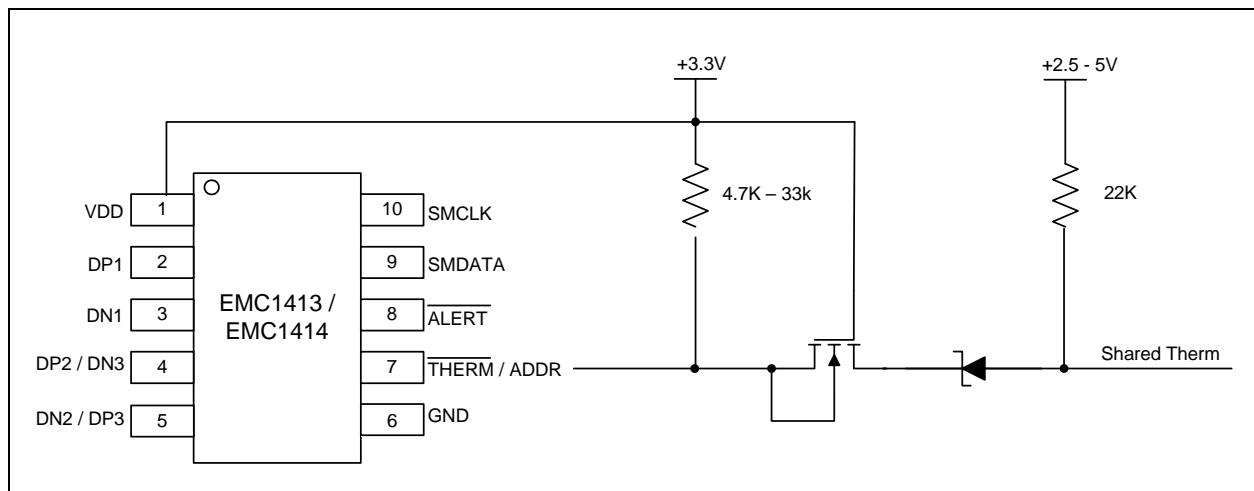 +3.3V
+2.5 - 5V
4.7K – 33k
22K
VDD 1
10 SMCLK
DP1 2
9 SMDATA
DN1 3
EMC1413 /
EMC1414
8 ALERT
DP2 / DN3 4
7 THERM / ADDR
DN2 / DP3 5
6 GND
Shared Therm